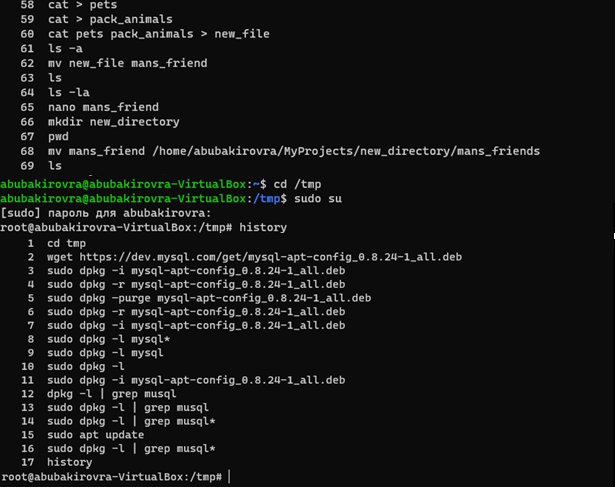 58 cat > pets
59 cat > pack_animals
60 cat pets pack_animals > new_file
61 ls -a
62 mv new_file mans_friend
63 ls
64 ls -la
65 nano mans_friend
66 mkdir new_directory
67 pwd
68 mv mans_friend /home/abubakirovra/MyProjects/new_directory/mans_friends
69 ls
abubakirovra@abubakirovra-VirtualBox:~$ cd /tmp
abubakirovra@abubakirovra-VirtualBox:/tmp$ sudo su
[sudo] пароль для abubakirovra:
root@abubakirovra-VirtualBox:/tmp# history
1 cd tmp
2 wget https://dev.mysql.com/get/mysql-apt-config_0.8.24-1_all.deb
3 sudo dpkg -i mysql-apt-config_0.8.24-1_all.deb
4 sudo dpkg -r mysql-apt-config_0.8.24-1_all.deb
5 sudo dpkg -purge mysql-apt-config_0.8.24-1_all.deb
6 sudo dpkg -r mysql-apt-config_0.8.24-1_all.deb
7 sudo dpkg -i mysql-apt-config_0.8.24-1_all.deb
8 sudo dpkg -l mysql*
9 sudo dpkg -l mysql
10 sudo dpkg -l
11 sudo dpkg -i mysql-apt-config_0.8.24-1_all.deb
12 dpkg -l | grep musql
13 sudo dpkg -l | grep musql
14 sudo dpkg -l | grep musql*
15 sudo apt update
16 sudo dpkg -l | grep musql*
17 history
root@abubakirovra-VirtualBox:/tmp#